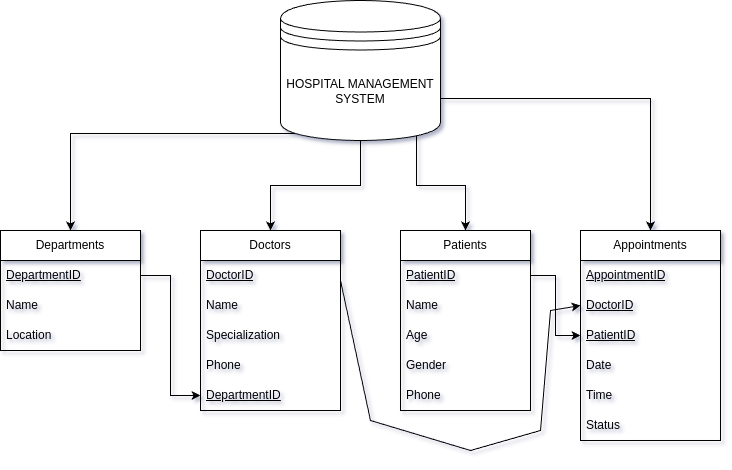 HOSPITAL MANAGEMENT
SYSTEM
Departments
DepartmentID
Name
Location
Doctors
DoctorID
Name
Specialization
Phone
DepartmentID
Patients
PatientID
Name
Age
Gender
Phone
Appointments
AppointmentID
DoctorID
PatientID
Date
Time
Status